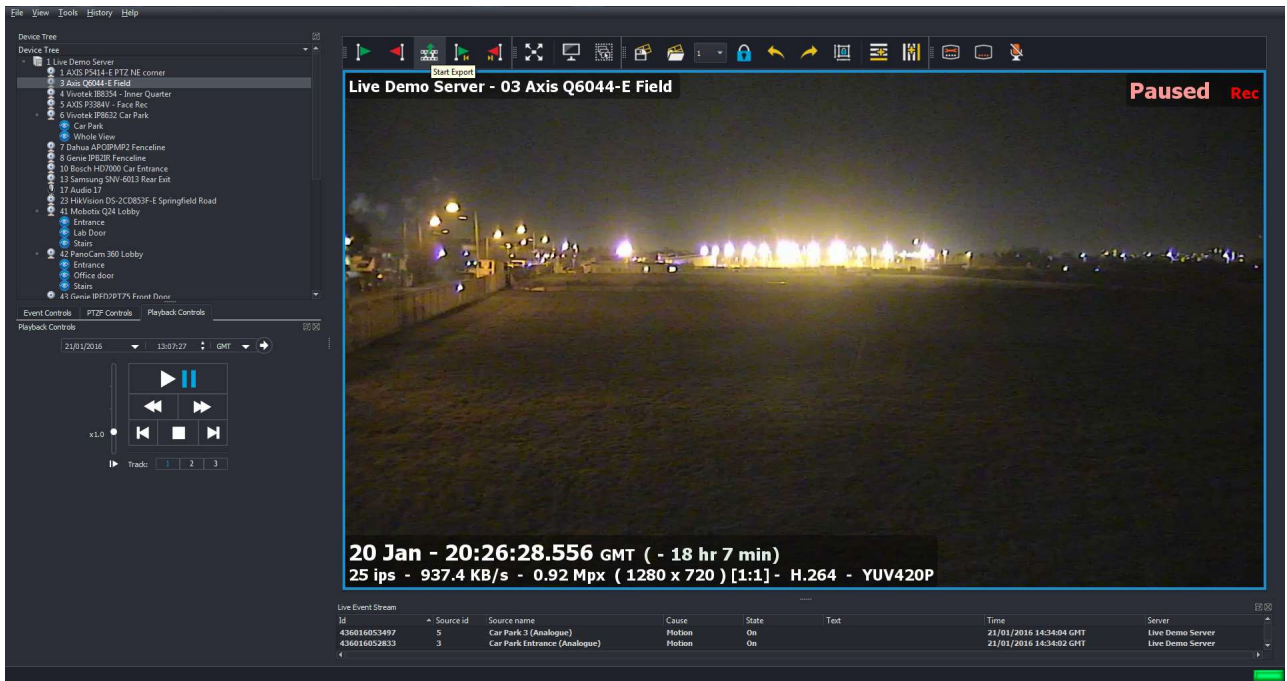 File View Tools History Help
Device Tree
Device Tree
1 Live Demo Server
1 AXIS P5414-E PTZ NE corner
3 Axis Q6044-E Field
4 Vivotek IB8354 - Inner Quarter
5 AXIS P3384V - Face Rec
6 Vivotek IP8632 Car Park
Car Park
Whole View
7 Dahua APOIPMP2 Fenceline
8 Genie IPB2IR Fenceline
10 Bosch HD7000 Car Entrance
13 Samsung SNV-6013 Rear Exit
17 Audio 17
23 HikVision DS-2CD853F-E Springfield Road
41 Mobotix Q24 Lobby
Entrance
Lab Door
Stairs
42 PanoCam 360 Lobby
Entrance
Office door
Stairs
43 Genie IPFD2PTZ5 Front Door
Event Controls PTZF Controls Playback Controls
Playback Controls
21/01/2016 13:07:27 GMT
x1.0
Track: 1 2 3
1
Start Export
Live Demo Server - 03 Axis Q6044-E Field
Paused Rec
20 Jan - 20:26:28.556 GMT ( - 18 hr 7 min)
25 ips - 937.4 KB/s - 0.92 Mpx ( 1280 x 720 ) [1:1] - H.264 - YUV420P
Live Event Stream
Id Source id Source name Cause State Text Time Server
436016053497 5 Car Park 3 (Analogue) Motion On 21/01/2016 14:34:04 GMT Live Demo Server
436016052833 3 Car Park Entrance (Analogue) Motion On 21/01/2016 14:34:02 GMT Live Demo Server